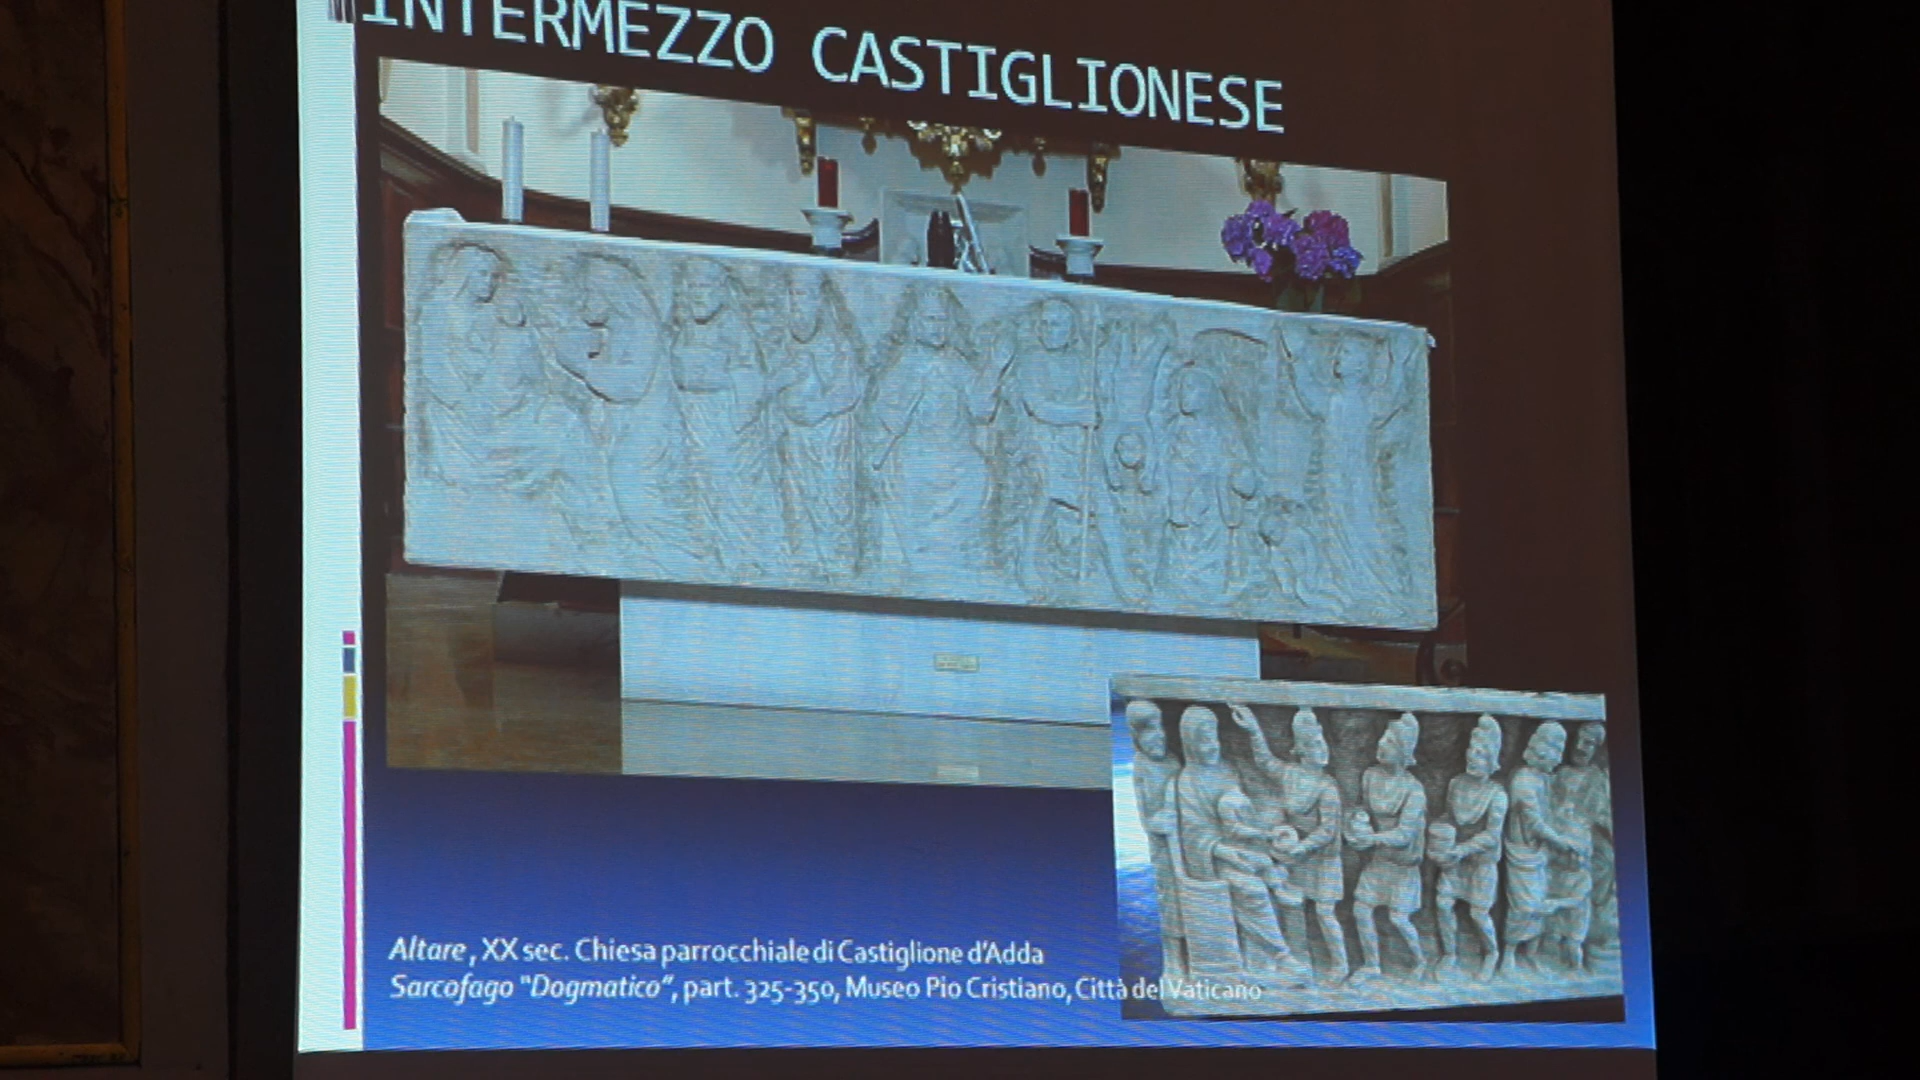 INTERMEZZO CASTIGLIONESE
Altare, XX sec. Chiesa parrocchiale di Castiglione d'Adda
Sarcofago "Dogmatico", part. 325-350, Museo Pio Cristiano, Città del Vaticano